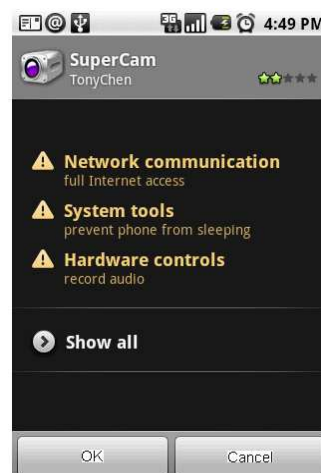 3G 4:49 PM
SuperCam
TonyChen
Network communication
full Internet access
System tools
prevent phone from sleeping
Hardware controls
record audio
Show all
OK Cancel